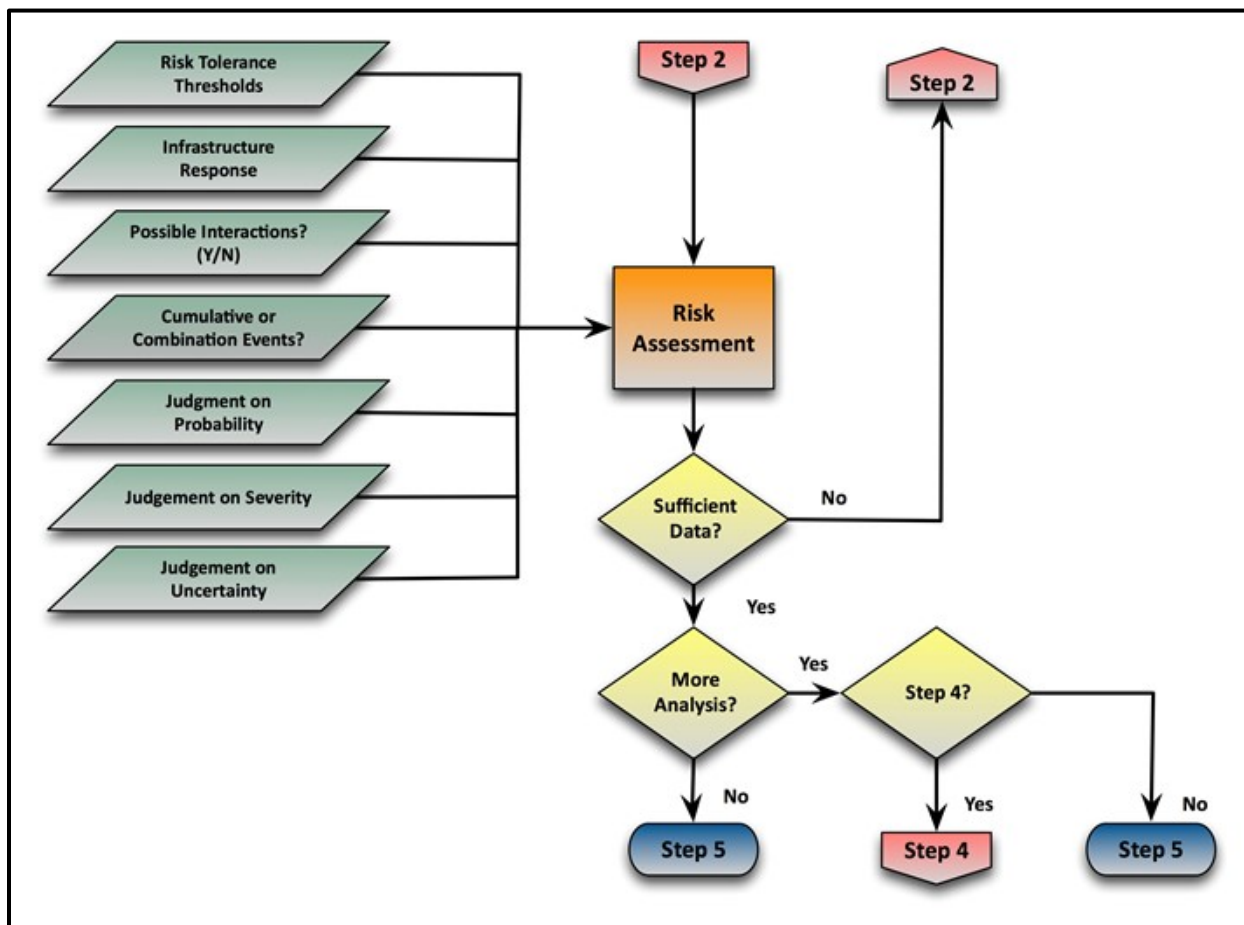 Risk Tolerance
Thresholds
Infrastructure
Response
Possible Interactions?
(Y/N)
Cumulative or
Combination Events?
Judgment on
Probability
Judgement on Severity
Judgement on
Uncertainty
Step 2
Step 2
Risk
Assessment
Sufficient
Data?
No
Yes
More
Analysis?
Yes
Step 4?
No
Yes
No
Step 5
Step 4
Step 5